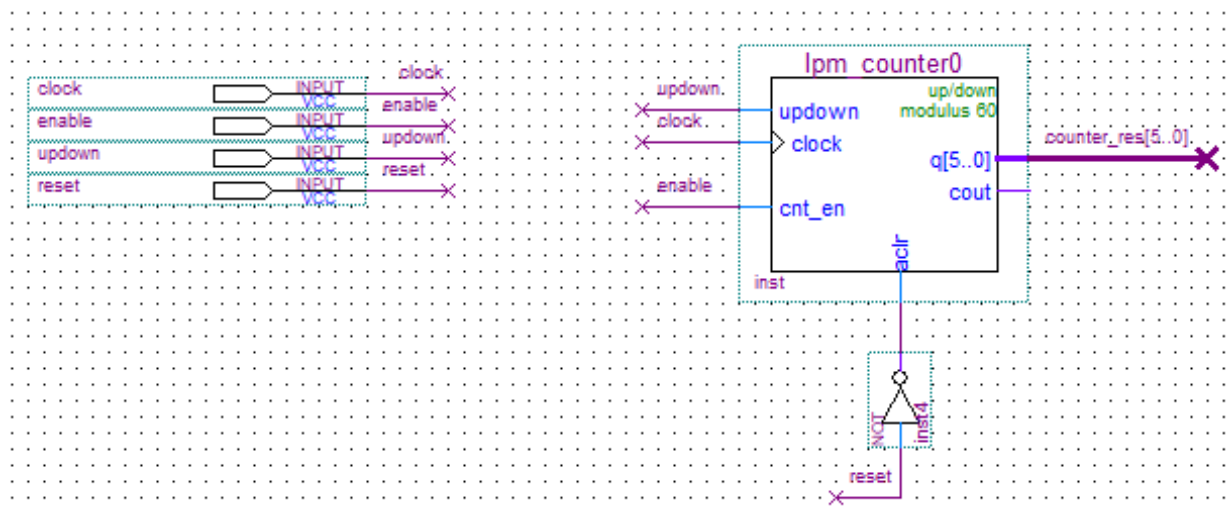 clock
INPUT
VCC
clock
enable
INPUT
VCC
enable
updown
INPUT
VCC
updown
reset
INPUT
VCC
reset
lpm_counter0
up/down
modulus 60
updown
updown
clock
clock
enable
cnt_en
q[5..0]
cout
counter_res[5..0]
aclr
inst
NOT
inst4
reset